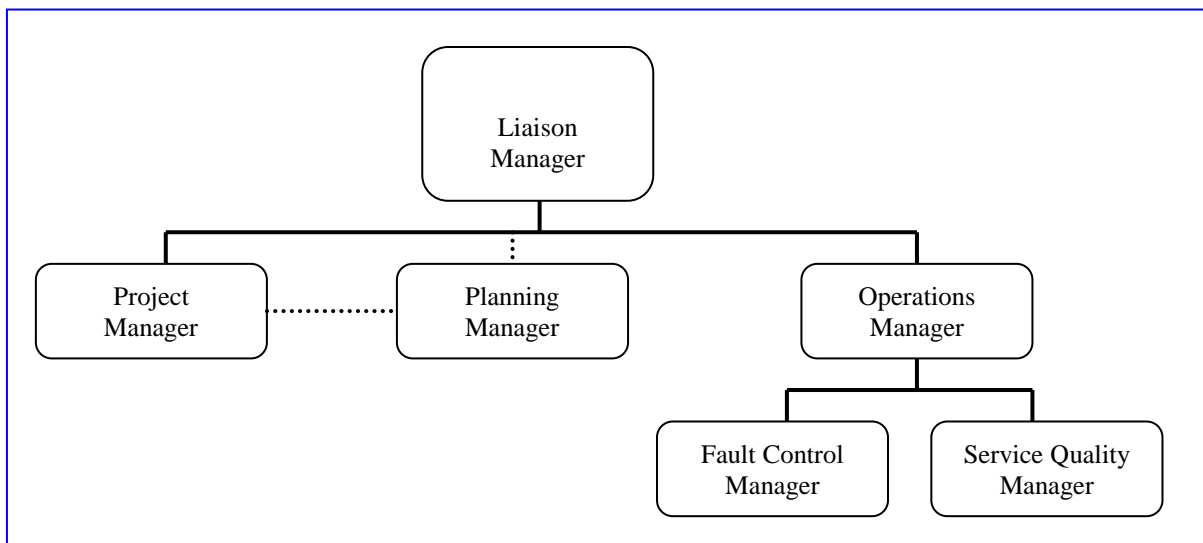 Liaison
Manager
Project
Manager
Planning
Manager
Operations
Manager
Fault Control
Manager
Service Quality
Manager